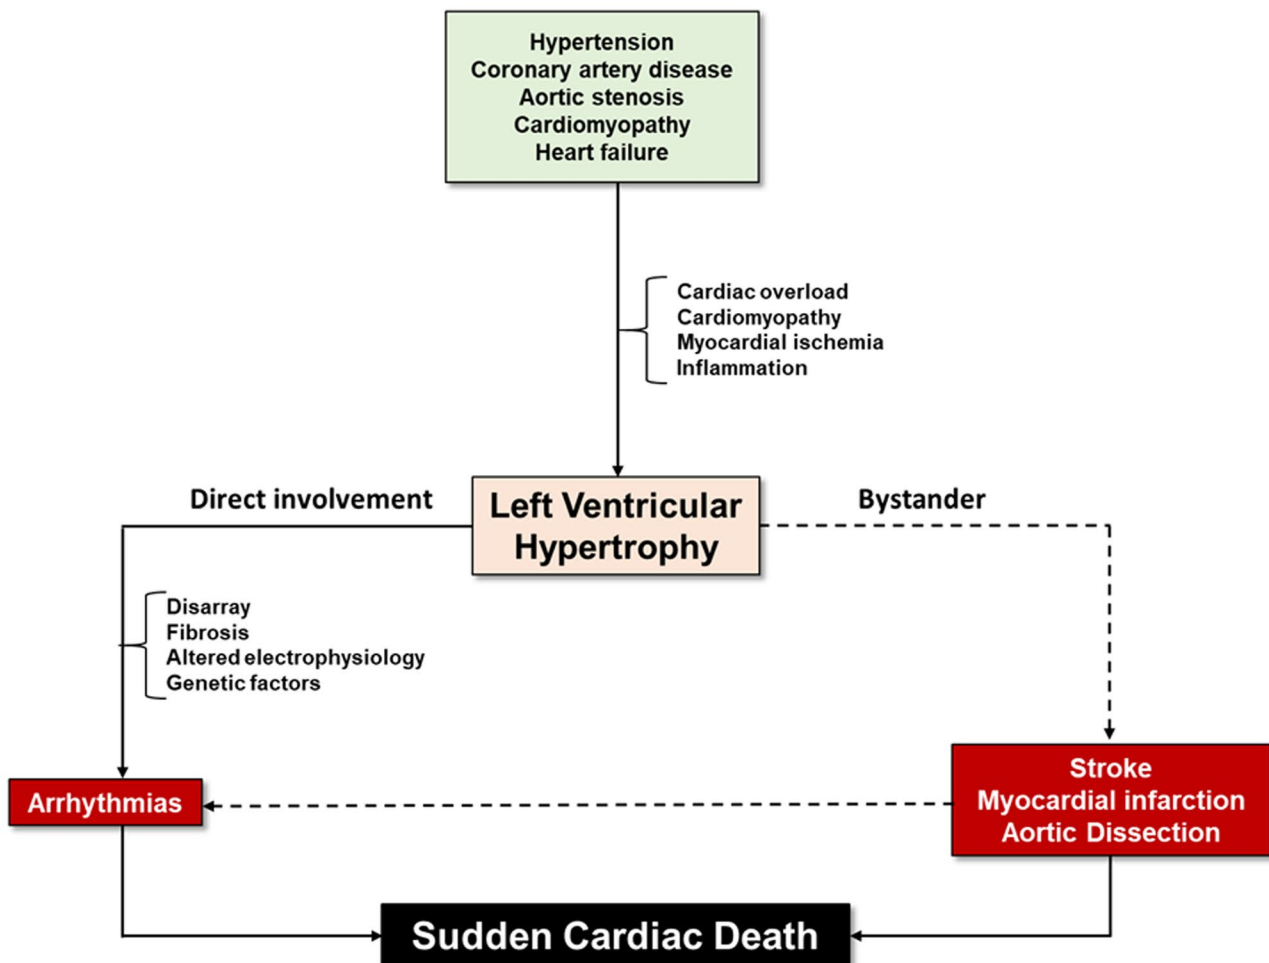 Hypertension
Coronary artery disease
Aortic stenosis
Cardiomyopathy
Heart failure
Cardiac overload
Cardiomyopathy
Myocardial ischemia
Inflammation
Direct involvement
Left Ventricular
Hypertrophy
Bystander
Disarray
Fibrosis
Altered electrophysiology
Genetic factors
Arrhythmias
Stroke
Myocardial infarction
Aortic Dissection
Sudden Cardiac Death